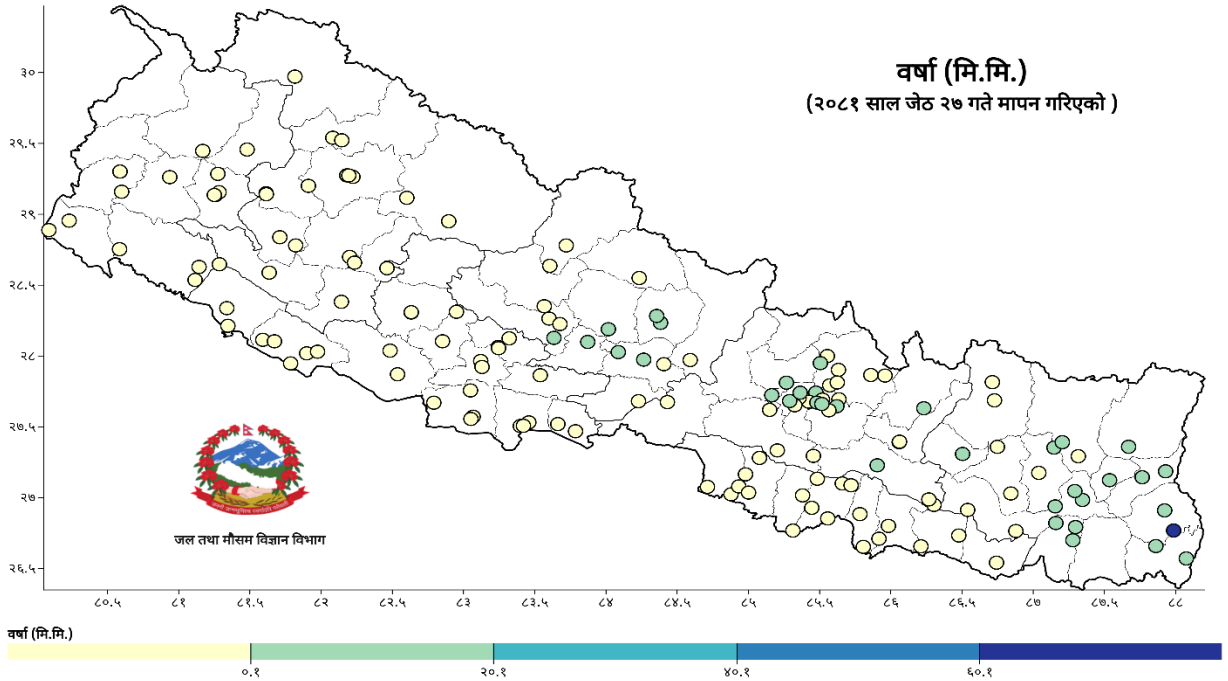 वर्षा (मि.मि.)
(२०८१ साल जेठ २७ गते मापन गरिएको )
३०
२९.५
२९
२८.५
२८
२७.५
२७
२६.५
जल तथा मौसम विज्ञान विभाग
८०.५ ८१ ८१.५ ८२ ८२.५ ८३ ८३.५ ८४ ८४.५ ८५ ८५.५ ८६ ८६.५ ८७ ८७.५ ८८
वर्षा (मि.मि.)
०.१ २०.१ ४०.१ ६०.१